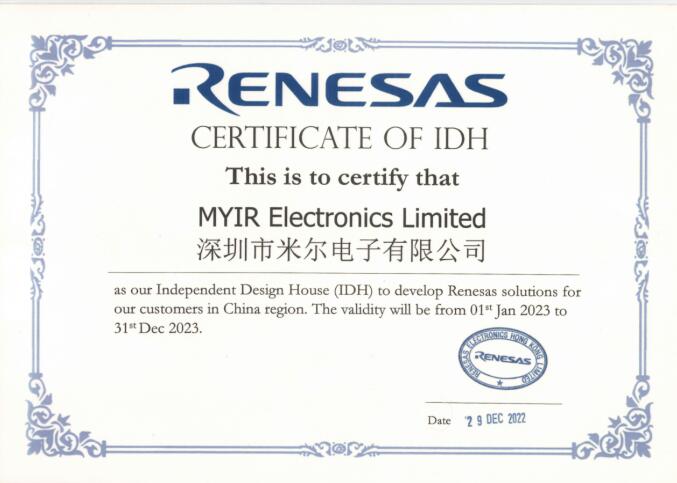 RENESAS
CERTIFICATE OF IDH
This is to certify that
MYIR Electronics Limited
深圳市米尔电子有限公司
as our Independent Design House (IDH) to develop Renesas solutions for
our customers in China region. The validity will be from 01st Jan 2023 to
31st Dec 2023.
RENESAS ELECTRONICS HONG KONG LIMITED
RENESAS
Date '29 DEC 2022